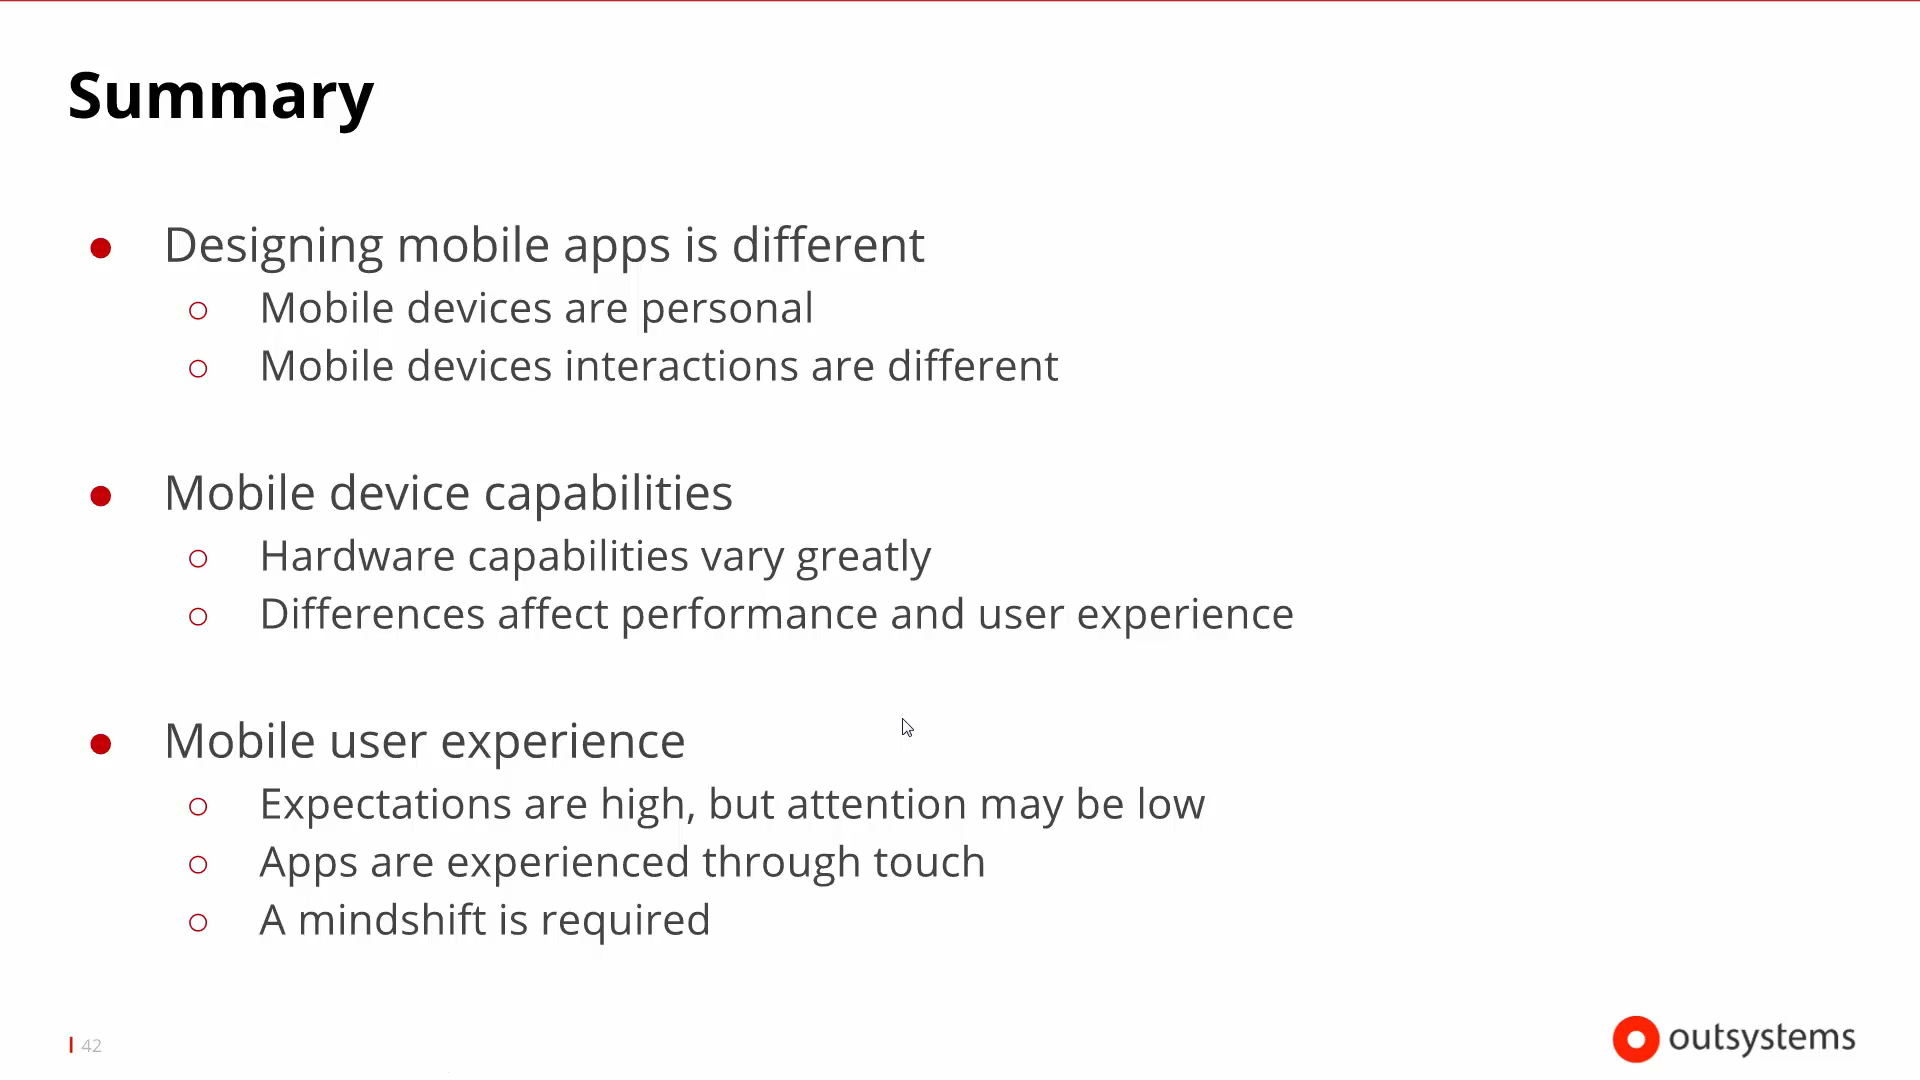 Summary
● Designing mobile apps is different
○ Mobile devices are personal
○ Mobile devices interactions are different
● Mobile device capabilities
○ Hardware capabilities vary greatly
○ Differences affect performance and user experience
● Mobile user experience
○ Expectations are high, but attention may be low
○ Apps are experienced through touch
○ A mindshift is required
42
outsystems